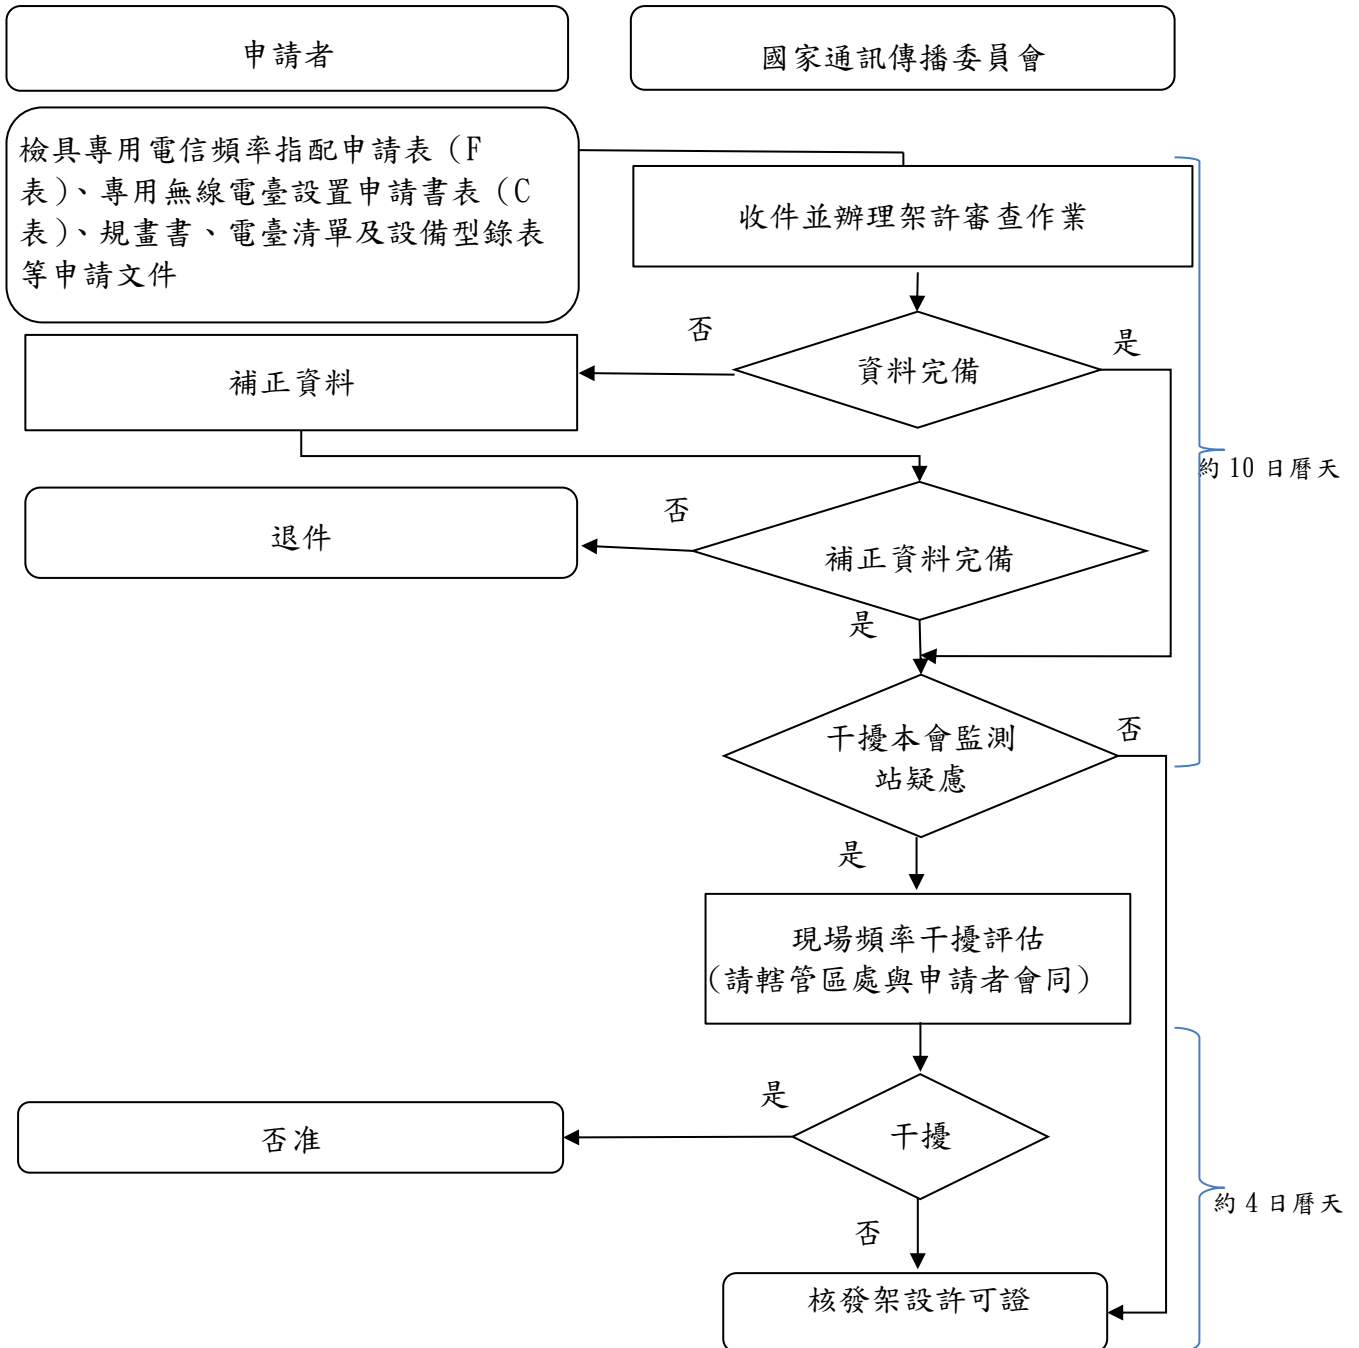 申請者
國家通訊傳播委員會
檢具專用電信頻率指配申請表（F
表）、專用無線電臺設置申請書表（C
表）、規畫書、電臺清單及設備型錄表
等申請文件
收件並辦理架許審查作業
否
是
資料完備
補正資料
約 10 日曆天
否
退件
補正資料完備
是
干擾本會監測
站疑慮
否
是
現場頻率干擾評估
(請轄管區處與申請者會同)
是
干擾
否准
約 4 日曆天
否
核發架設許可證